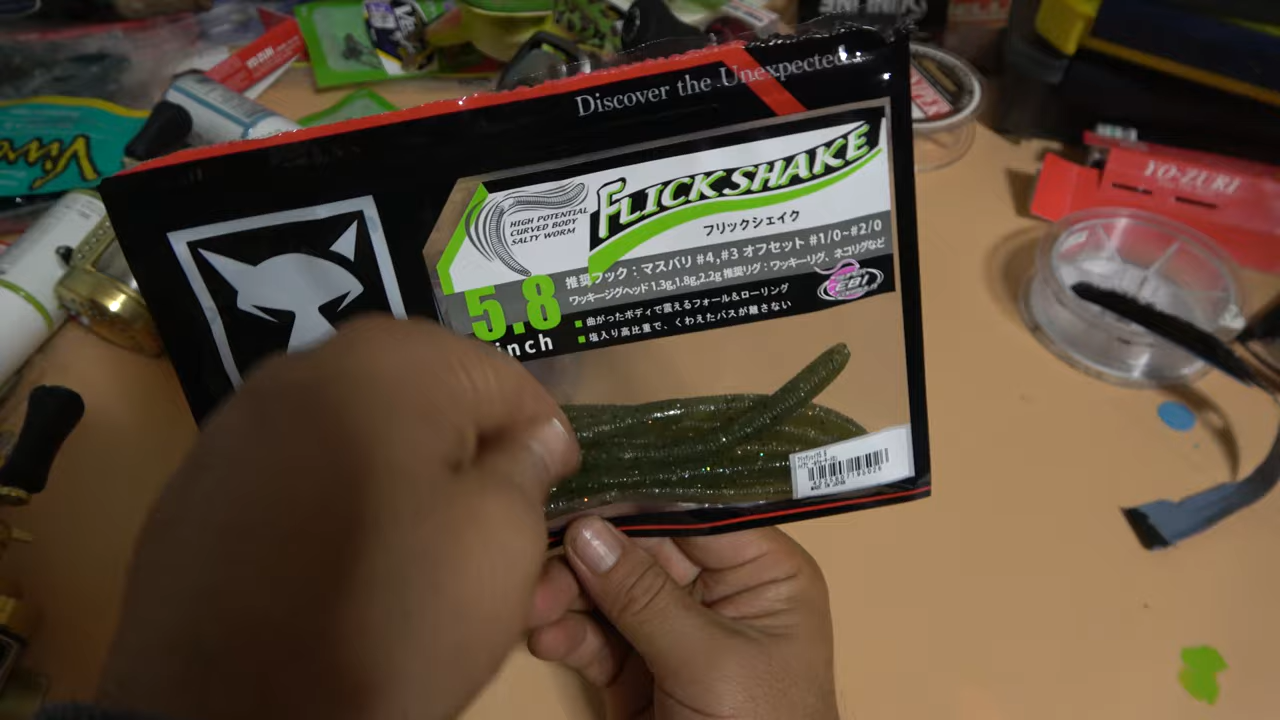 YO-ZURI
Discover the Unexpected
HIGH POTENTIAL
CURVED BODY
SALTY WORM
FLICKSHAKE
フリックシェイク
5.8
inch
推奨フック：マスバリ #4,#3 オフセット #1/0~#2/0
ワッキージグヘッド 1.3g,1.8g,2.2g 推奨リグ：ワッキーリグ、ネコリグなど
■曲がったボディで震えるフォール＆ローリング
■塩入り高比重で、くわえたバスが離さない
EBI
MADE IN JAPAN
YO-ZURI